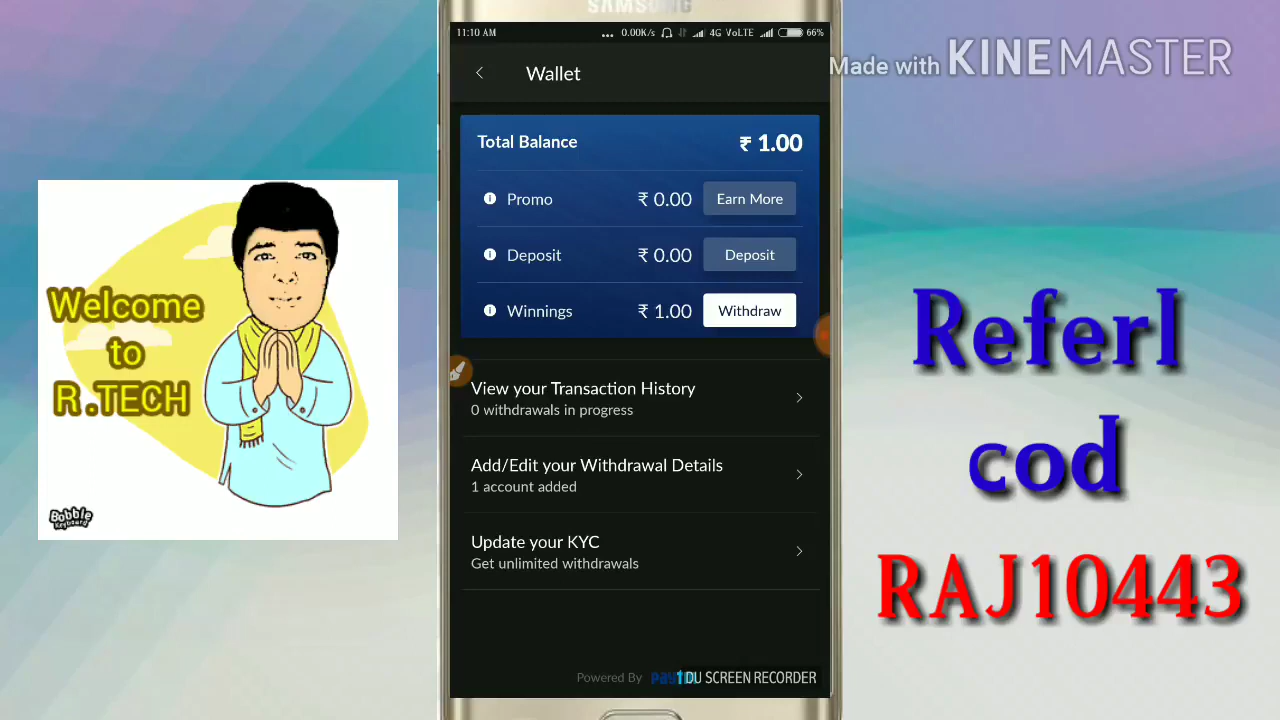 SAMSUNG
11:10 AM
... 0.00K/s 4G VoLTE 66%
Made with KINEMASTER
Wallet
Total Balance ₹ 1.00
Promo ₹ 0.00 Earn More
Deposit ₹ 0.00 Deposit
Winnings ₹ 1.00 Withdraw
View your Transaction History
0 withdrawals in progress
Add/Edit your Withdrawal Details
1 account added
Update your KYC
Get unlimited withdrawals
Powered By
DU SCREEN RECORDER
Welcome
to
R .TECH
Bobble
Keyboard
Referl
cod
RAJ10443